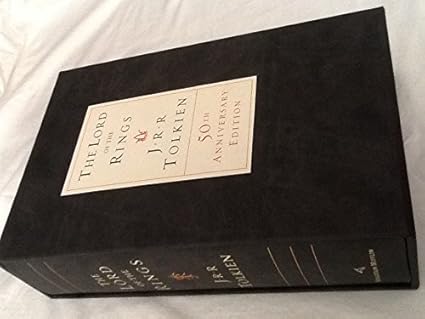 THE LORD
OF THE
RINGS
J·R·R
TOLKIEN
50TH
ANNIVERSARY
EDITION
THE
LORD
OF THE
RINGS
J·R·R
TOLKIEN